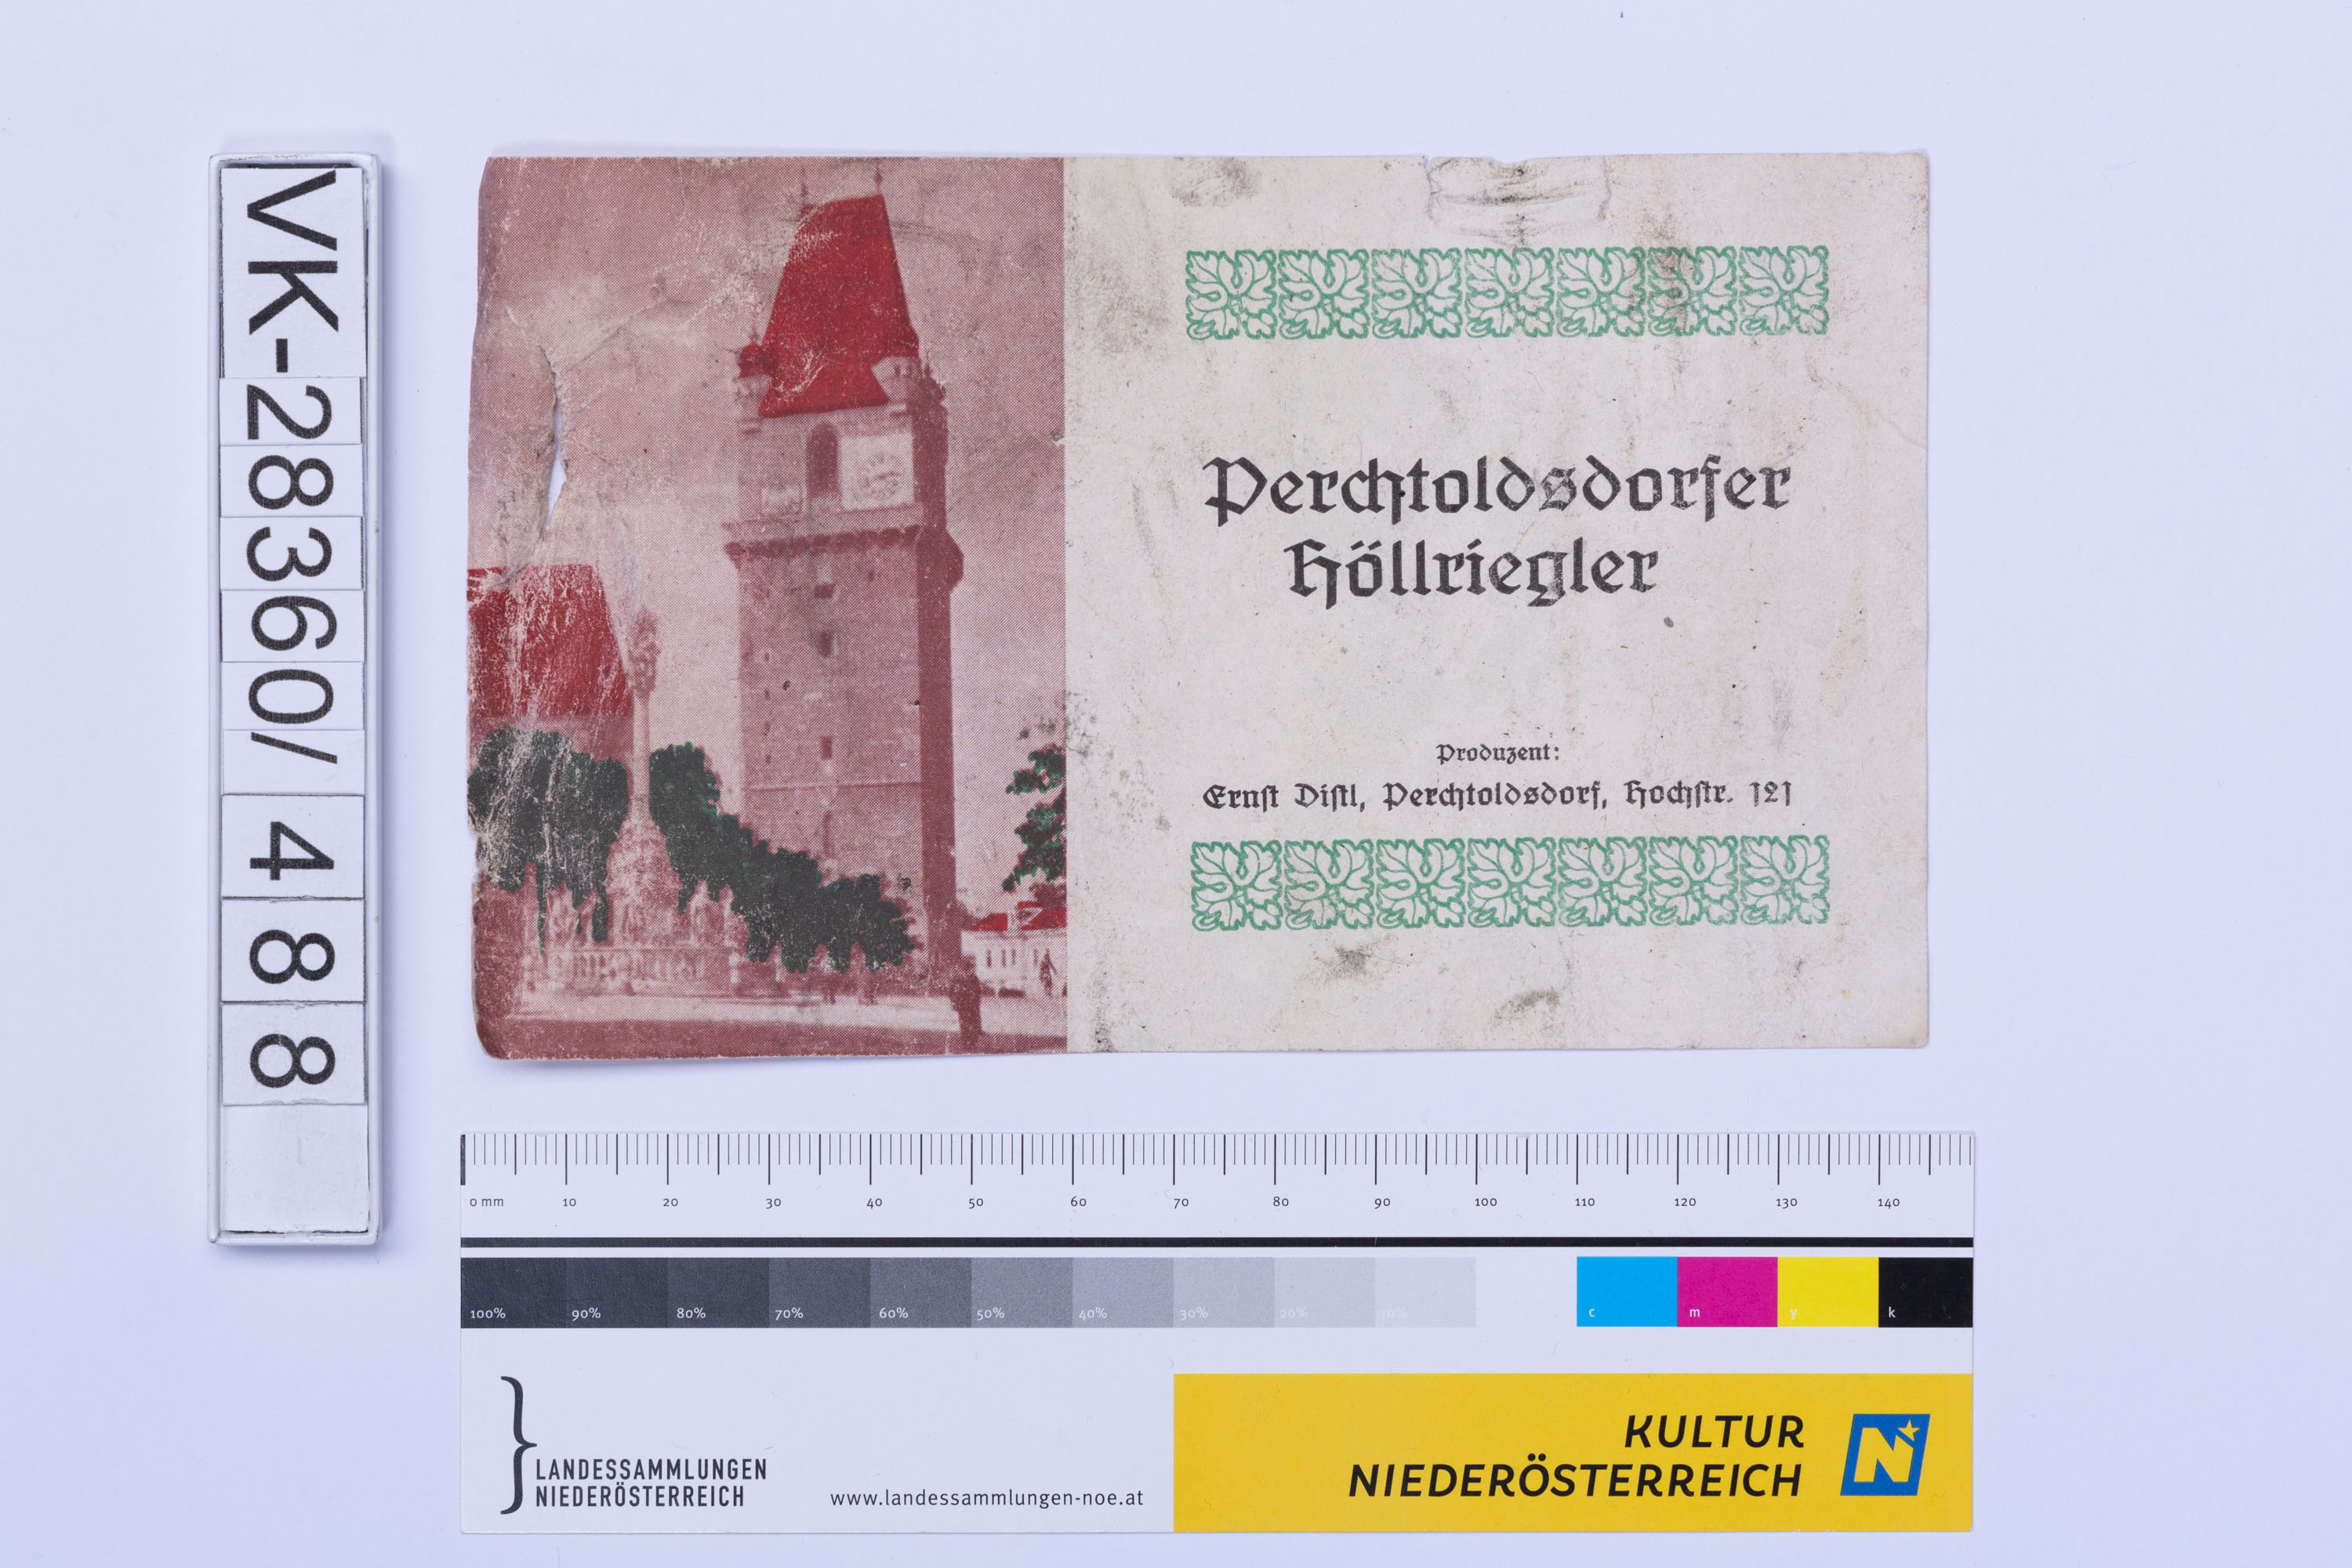 VK-28360/488
Perchtoldsdorfer
Höllriegler
Produzent:
Ernst Distl, Perchtoldsdorf, Hochstr. 121
0 mm 10 20 30 40 50 60 70 80 90 100 110 120 130 140
100% 90% 80% 70% 60% 50% 40% 30% 20% 10% c m y k
LANDESSAMMLUNGEN
NIEDERÖSTERREICH
www.landessammlungen-noe.at
KULTUR
NIEDERÖSTERREICH
N